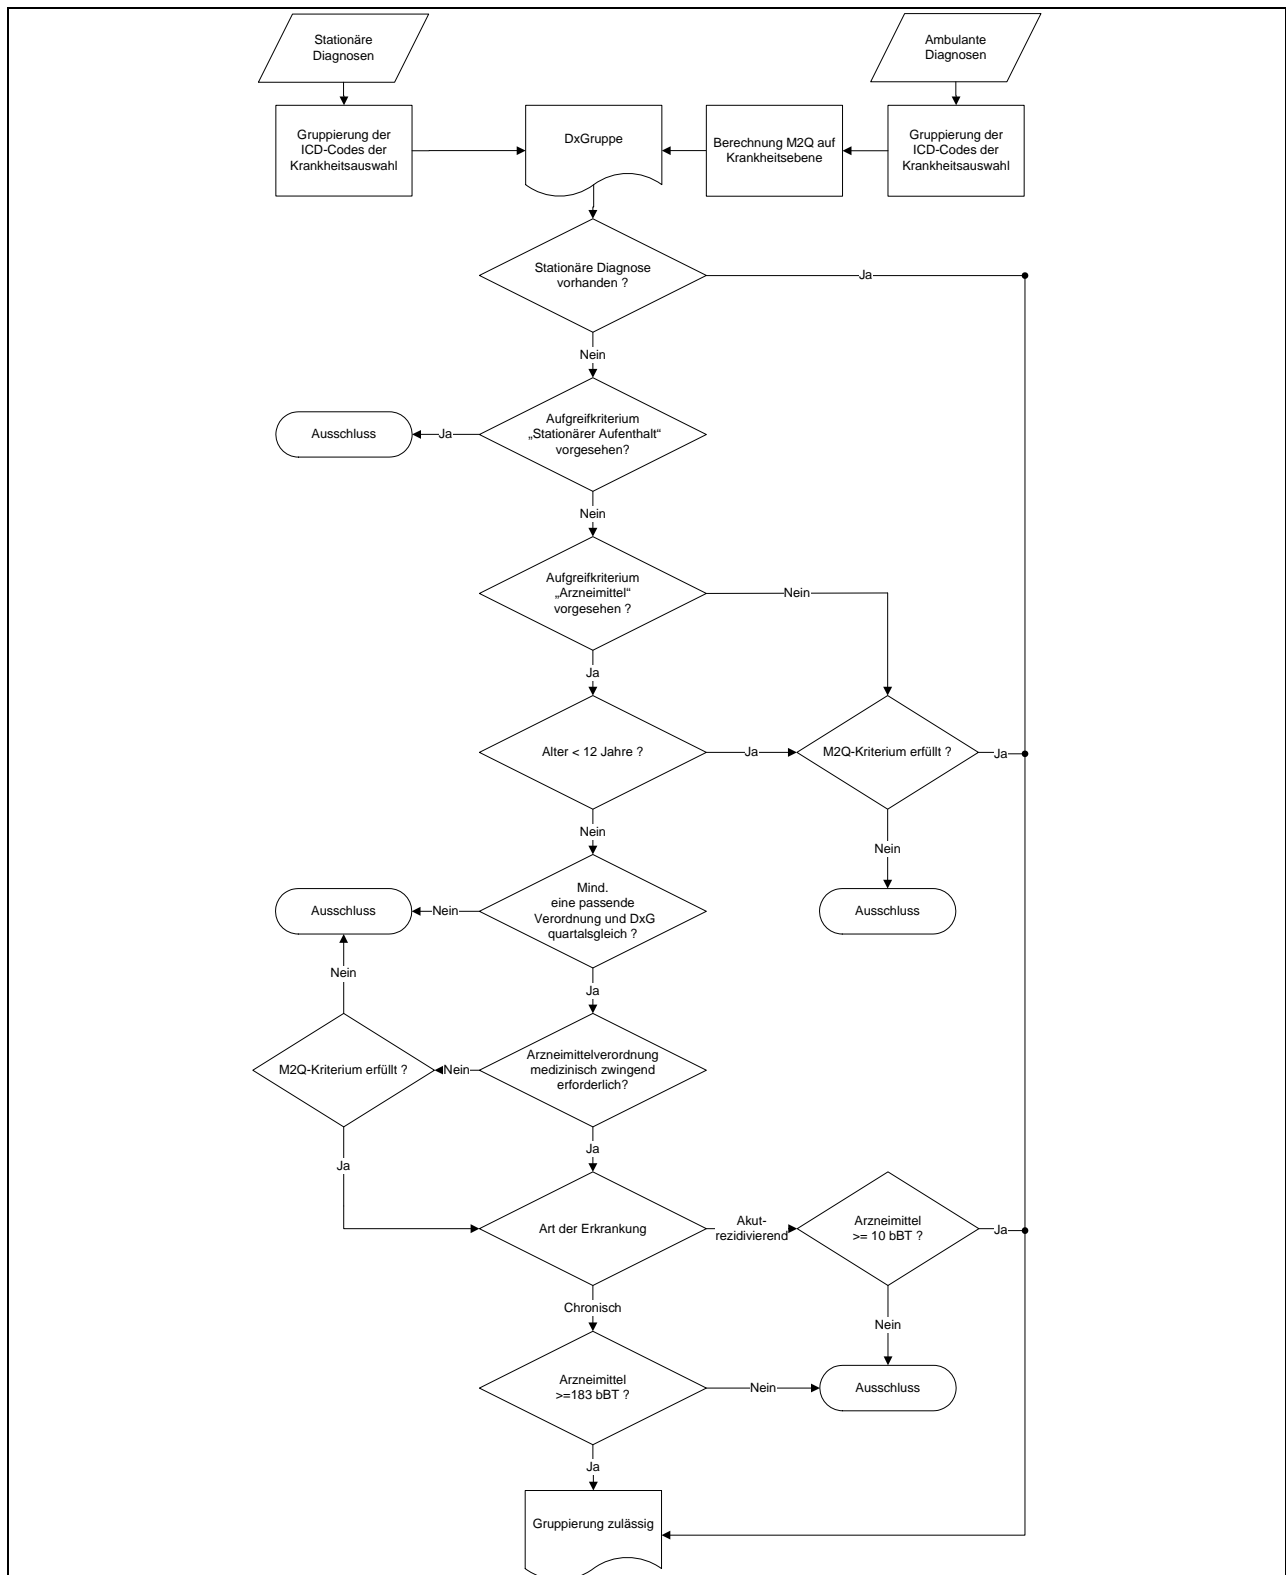 Stationäre
Diagnosen
Ambulante
Diagnosen
Gruppierung der
ICD-Codes der
Krankheitsauswahl
DxGruppe
Berechnung M2Q auf
Krankheitsebene
Gruppierung der
ICD-Codes der
Krankheitsauswahl
Stationäre Diagnose
vorhanden ?
Ja
Nein
Aufgreifkriterium
„Stationärer Aufenthalt“
vorgesehen?
Ja
Ausschluss
Nein
Aufgreifkriterium
„Arzneimittel“
vorgesehen ?
Nein
Ja
Alter < 12 Jahre ?
Ja
M2Q-Kriterium erfüllt ?
Ja
Nein
Nein
Ausschluss
Mind.
eine passende
Verordnung und DxG
quartalsgleich ?
Nein
Ausschluss
Ja
Nein
Arzneimittelverordnung
medizinisch zwingend
erforderlich?
Nein
M2Q-Kriterium erfüllt ?
Ja
Ja
Art der Erkrankung
Akut-
rezidivierend
Arzneimittel
>= 10 bBT ?
Ja
Nein
Chronisch
Arzneimittel
>=183 bBT ?
Nein
Ausschluss
Ja
Gruppierung zulässig